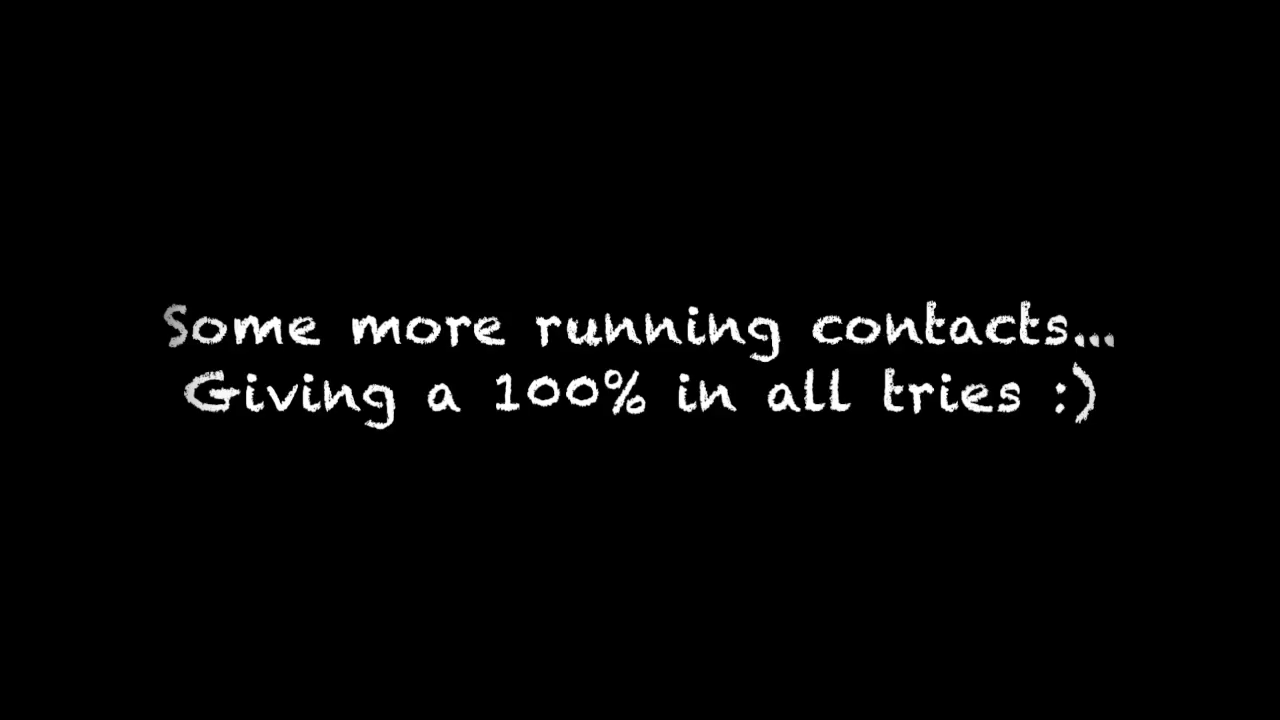 Some more running contacts...
Giving a 100% in all tries :)